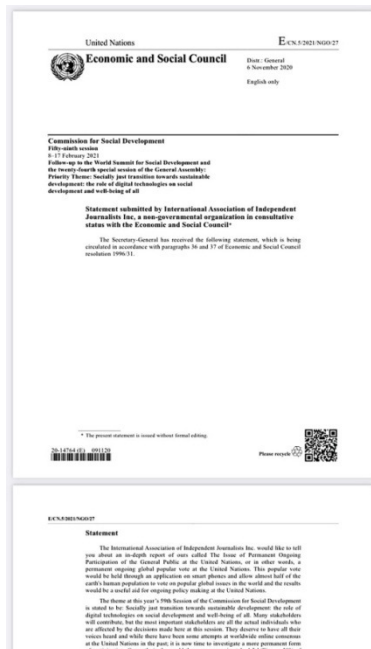 United Nations
E/CN.5/2021/NGO/27
Economic and Social Council
Distr.: General
6 November 2020
English only
Commission for Social Development
Fifty-ninth session
8–17 February 2021
Follow-up to the World Summit for Social Development and
the twenty-fourth special session of the General Assembly:
Priority Theme: Socially just transition towards sustainable
development: the role of digital technologies on social
development and well-being of all
Statement submitted by International Association of Independent
Journalists Inc, a non-governmental organization in consultative
status with the Economic and Social Council*
The Secretary-General has received the following statement, which is being
circulated in accordance with paragraphs 36 and 37 of Economic and Social Council
resolution 1996/31.
* The present statement is issued without formal editing.
20-14764 (E) 091120
Please recycle
E/CN.5/2021/NGO/27
Statement
The International Association of Independent Journalists Inc. would like to tell
you about an in-depth report of ours called The Issue of Permanent Ongoing
Participation of the General Public at the United Nations, or in other words, a
permanent ongoing global popular vote at the United Nations. This popular vote
would be held through an application on smart phones and allow almost half of the
earth's human population to vote on popular global issues in the world and the results
would be a useful aid for ongoing policy making at the United Nations.
The theme at this year's 59th Session of the Commission for Social Development
is stated to be: Socially just transition towards sustainable development: the role of
digital technologies on social development and well-being of all. Many stakeholders
will contribute, but the most important stakeholders are all the actual individuals who
are affected by the decisions made here at this session. They deserve to have all their
voices heard and while there have been some attempts at worldwide online consensus
at the United Nations in the past, it is now time to investigate a more permanent form